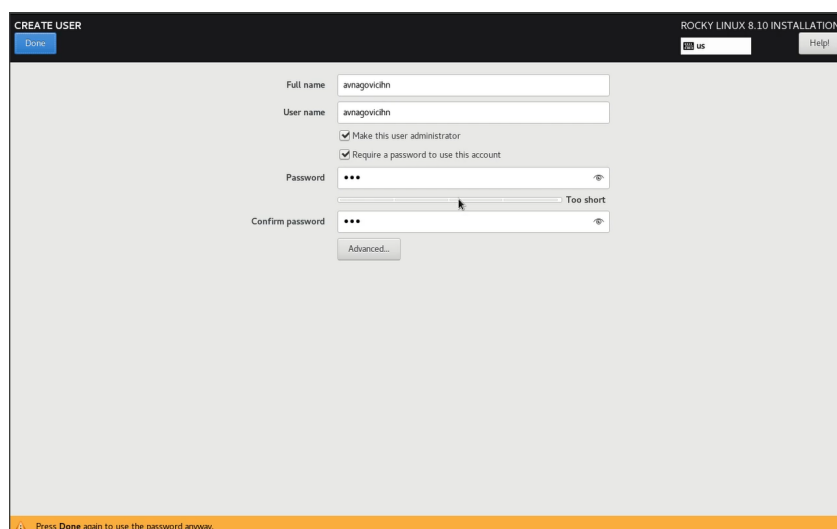 CREATE USER
ROCKY LINUX 8.10 INSTALLATION
Done
us
Help!
Full name
avnagovicihn
User name
avnagovicihn
Make this user administrator
Require a password to use this account
Password
•••
Too short
Confirm password
•••
Advanced...
Press Done again to use the password anyway.